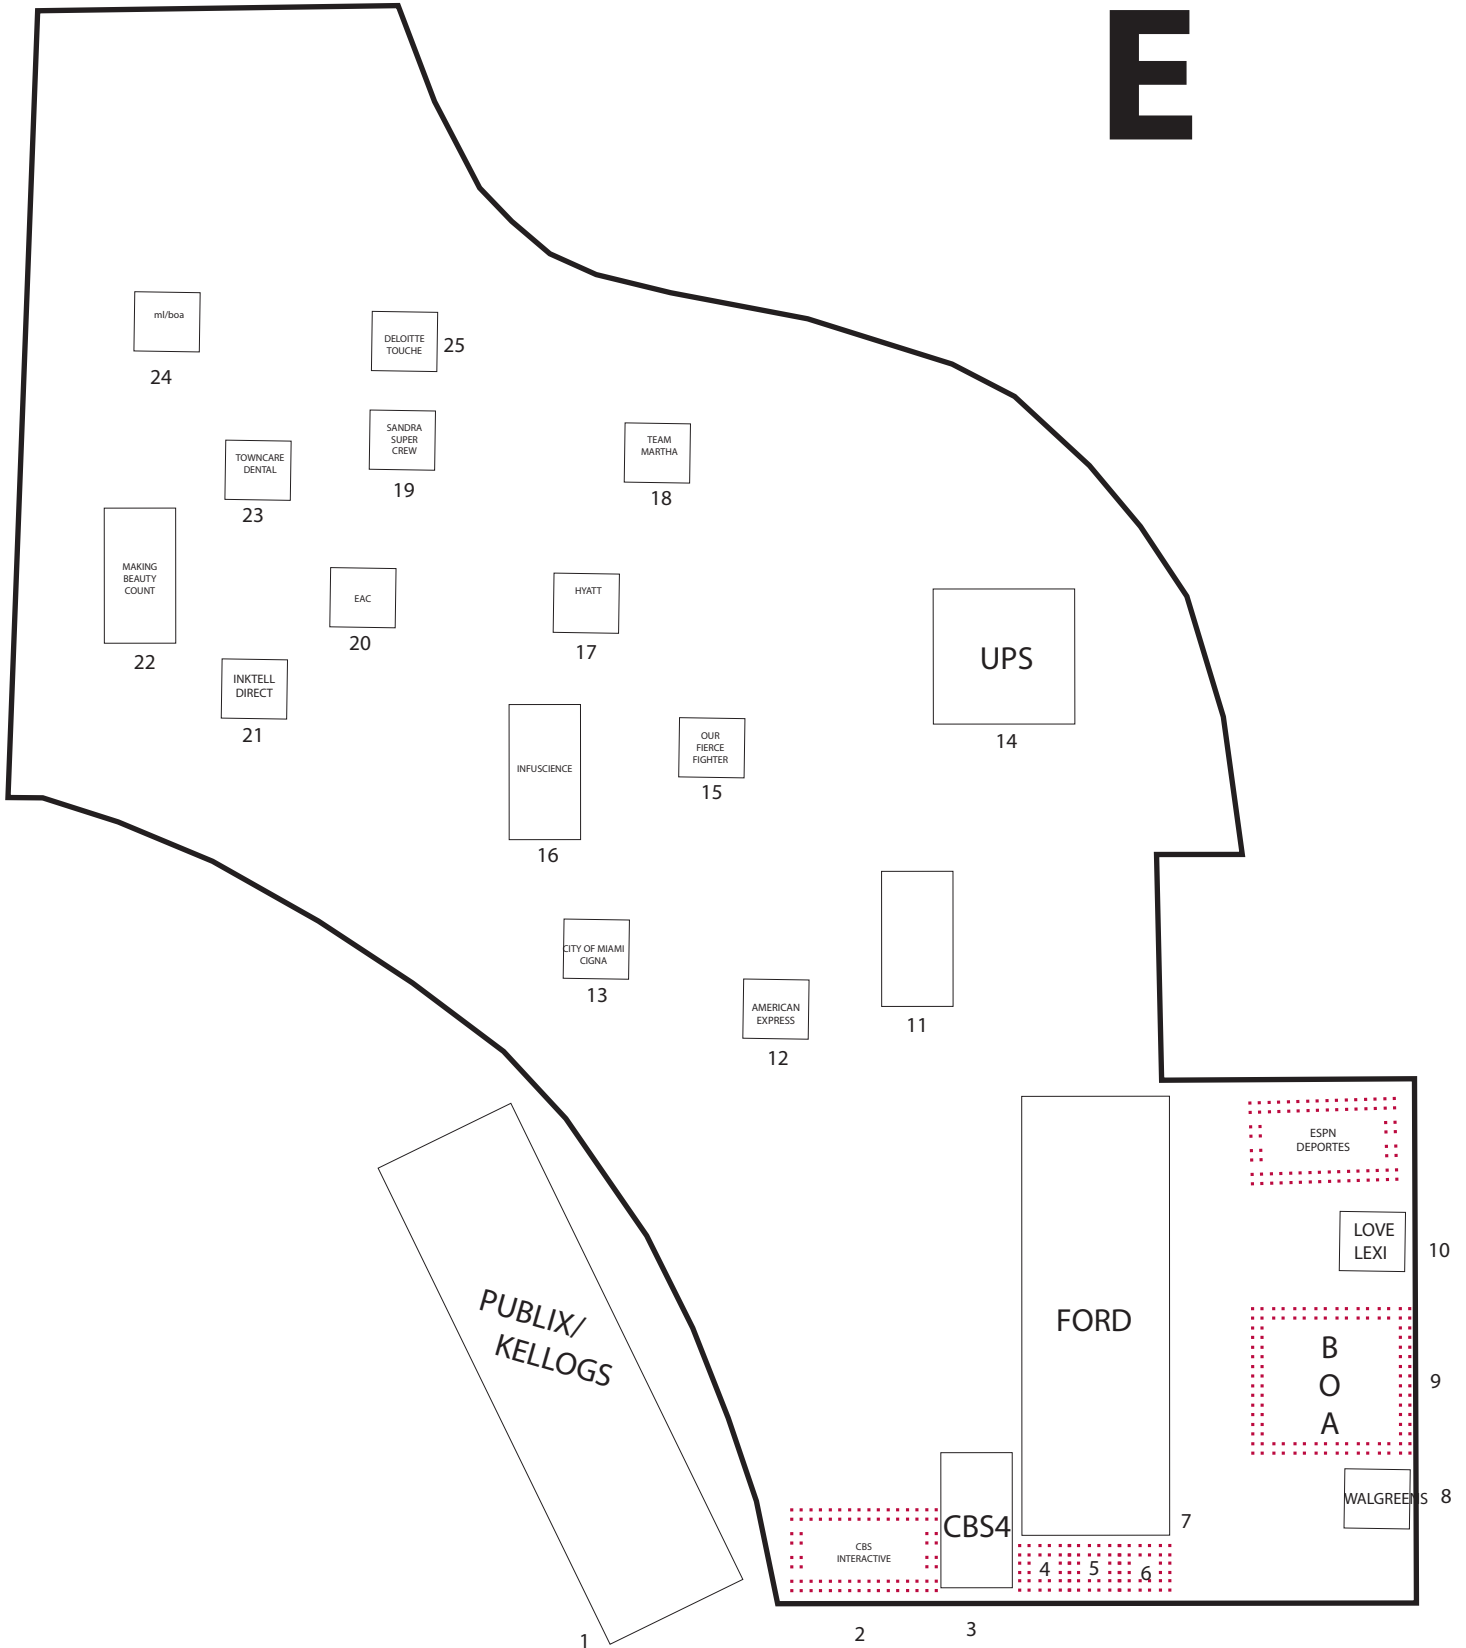 E
ml/boa
24
DELOITTE
TOUCHE
25
SANDRA
SUPER
CREW
19
TEAM
MARTHA
18
TOWNCARE
DENTAL
23
MAKING
BEAUTY
COUNT
22
EAC
20
HYATT
17
UPS
14
INKTELL
DIRECT
21
INFUSCIENCE
16
OUR
FIERCE
FIGHTER
15
CITY OF MIAMI
CIGNA
13
AMERICAN
EXPRESS
12
11
ESPN
DEPORTES
LOVE
LEXI
10
PUBLIX/
KELLOGS
1
FORD
7
B
O
A
9
WALGREENS
8
CBS
INTERACTIVE
2
CBS4
3
4
5
6